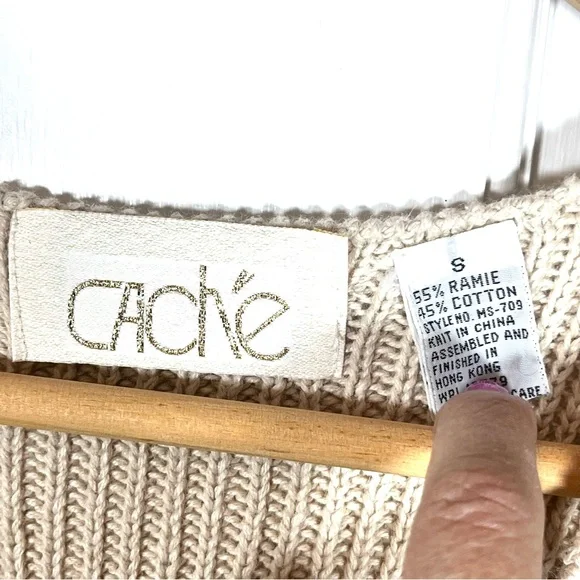 caché
S
55% RAMIE
45% COTTON
STYLE NO. MS-709
KNIT IN CHINA
ASSEMBLED AND
FINISHED IN
HONG KONG
CARE